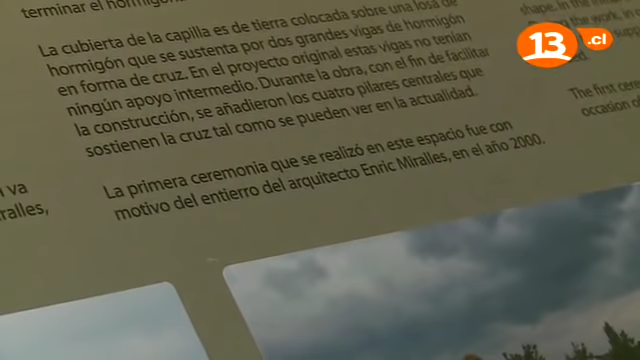 terminar el hormigón
La cubierta de la capilla es de tierra colocada sobre una losa de
hormigón que se sustenta por dos grandes vigas de hormigón
en forma de cruz. En el proyecto original estas vigas no tenían
ningún apoyo intermedio. Durante la obra, con el fin de facilitar
la construcción, se añadieron los cuatro pilares centrales que
sostienen la cruz tal como se pueden ver en la actualidad.
La primera ceremonia que se realizó en este espacio fue con
motivo del entierro del arquitecto Enric Miralles, en el año 2000.
va
ralles,
shape. In the
the work, in
supp
ed.
The first cere
occasion of
13.cl